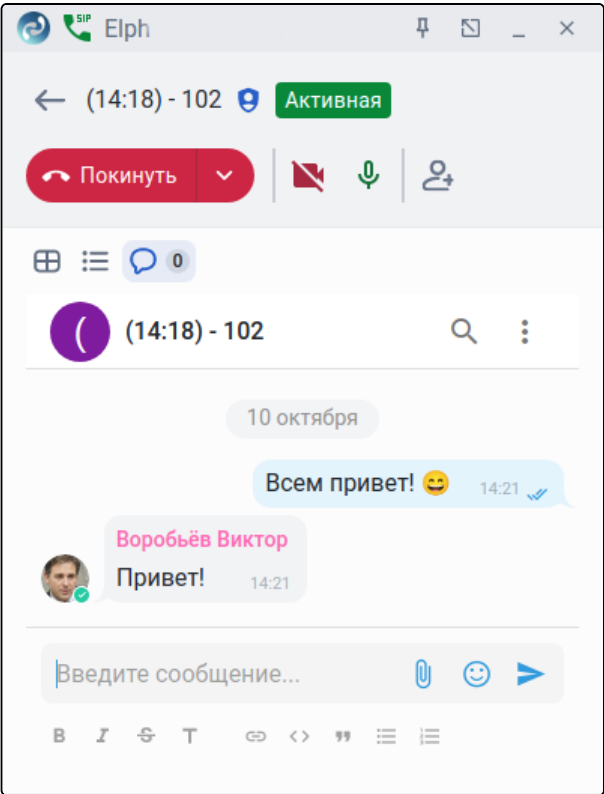 SIP Elph
(14:18) - 102 Активная
Покинуть
0
( (14:18) - 102
10 октября
Всем привет! 😄 14:21
Воробьёв Виктор
Привет! 14:21
Введите сообщение...
B I S T